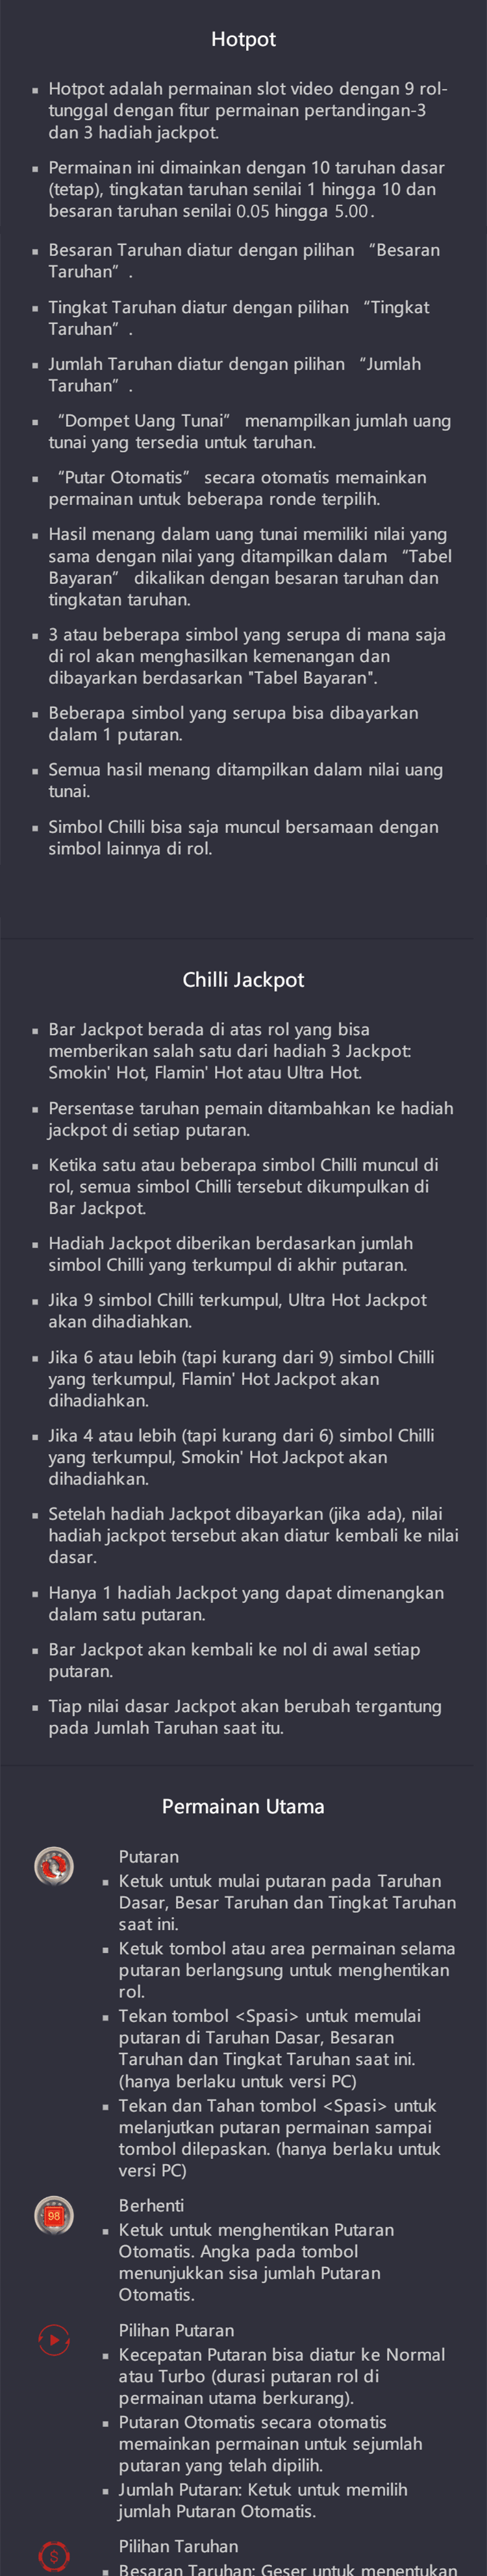 Hotpot
▪ Hotpot adalah permainan slot video dengan 9 rol-
tunggal dengan fitur permainan pertandingan-3
dan 3 hadiah jackpot.
▪ Permainan ini dimainkan dengan 10 taruhan dasar
(tetap), tingkatan taruhan senilai 1 hingga 10 dan
besaran taruhan senilai 0.05 hingga 5.00.
▪ Besaran Taruhan diatur dengan pilihan “Besaran
Taruhan”.
▪ Tingkat Taruhan diatur dengan pilihan “Tingkat
Taruhan”.
▪ Jumlah Taruhan diatur dengan pilihan “Jumlah
Taruhan”.
▪ “Dompet Uang Tunai” menampilkan jumlah uang
tunai yang tersedia untuk taruhan.
▪ “Putar Otomatis” secara otomatis memainkan
permainan untuk beberapa ronde terpilih.
▪ Hasil menang dalam uang tunai memiliki nilai yang
sama dengan nilai yang ditampilkan dalam “Tabel
Bayaran” dikalikan dengan besaran taruhan dan
tingkatan taruhan.
▪ 3 atau beberapa simbol yang serupa di mana saja
di rol akan menghasilkan kemenangan dan
dibayarkan berdasarkan "Tabel Bayaran".
▪ Beberapa simbol yang serupa bisa dibayarkan
dalam 1 putaran.
▪ Semua hasil menang ditampilkan dalam nilai uang
tunai.
▪ Simbol Chilli bisa saja muncul bersamaan dengan
simbol lainnya di rol.
Chilli Jackpot
▪ Bar Jackpot berada di atas rol yang bisa
memberikan salah satu dari hadiah 3 Jackpot:
Smokin' Hot, Flamin' Hot atau Ultra Hot.
▪ Persentase taruhan pemain ditambahkan ke hadiah
jackpot di setiap putaran.
▪ Ketika satu atau beberapa simbol Chilli muncul di
rol, semua simbol Chilli tersebut dikumpulkan di
Bar Jackpot.
▪ Hadiah Jackpot diberikan berdasarkan jumlah
simbol Chilli yang terkumpul di akhir putaran.
▪ Jika 9 simbol Chilli terkumpul, Ultra Hot Jackpot
akan dihadiahkan.
▪ Jika 6 atau lebih (tapi kurang dari 9) simbol Chilli
yang terkumpul, Flamin' Hot Jackpot akan
dihadiahkan.
▪ Jika 4 atau lebih (tapi kurang dari 6) simbol Chilli
yang terkumpul, Smokin' Hot Jackpot akan
dihadiahkan.
▪ Setelah hadiah Jackpot dibayarkan (jika ada), nilai
hadiah jackpot tersebut akan diatur kembali ke nilai
dasar.
▪ Hanya 1 hadiah Jackpot yang dapat dimenangkan
dalam satu putaran.
▪ Bar Jackpot akan kembali ke nol di awal setiap
putaran.
▪ Tiap nilai dasar Jackpot akan berubah tergantung
pada Jumlah Taruhan saat itu.
Permainan Utama
Putaran
▪ Ketuk untuk mulai putaran pada Taruhan
Dasar, Besar Taruhan dan Tingkat Taruhan
saat ini.
▪ Ketuk tombol atau area permainan selama
putaran berlangsung untuk menghentikan
rol.
▪ Tekan tombol <Spasi> untuk memulai
putaran di Taruhan Dasar, Besaran
Taruhan dan Tingkat Taruhan saat ini.
(hanya berlaku untuk versi PC)
▪ Tekan dan Tahan tombol <Spasi> untuk
melanjutkan putaran permainan sampai
tombol dilepaskan. (hanya berlaku untuk
versi PC)
98
Berhenti
▪ Ketuk untuk menghentikan Putaran
Otomatis. Angka pada tombol
menunjukkan sisa jumlah Putaran
Otomatis.
Pilihan Putaran
▪ Kecepatan Putaran bisa diatur ke Normal
atau Turbo (durasi putaran rol di
permainan utama berkurang).
▪ Putaran Otomatis secara otomatis
memainkan permainan untuk sejumlah
putaran yang telah dipilih.
▪ Jumlah Putaran: Ketuk untuk memilih
jumlah Putaran Otomatis.
$
Pilihan Taruhan
▪ Besaran Taruhan: Geser untuk menentukan